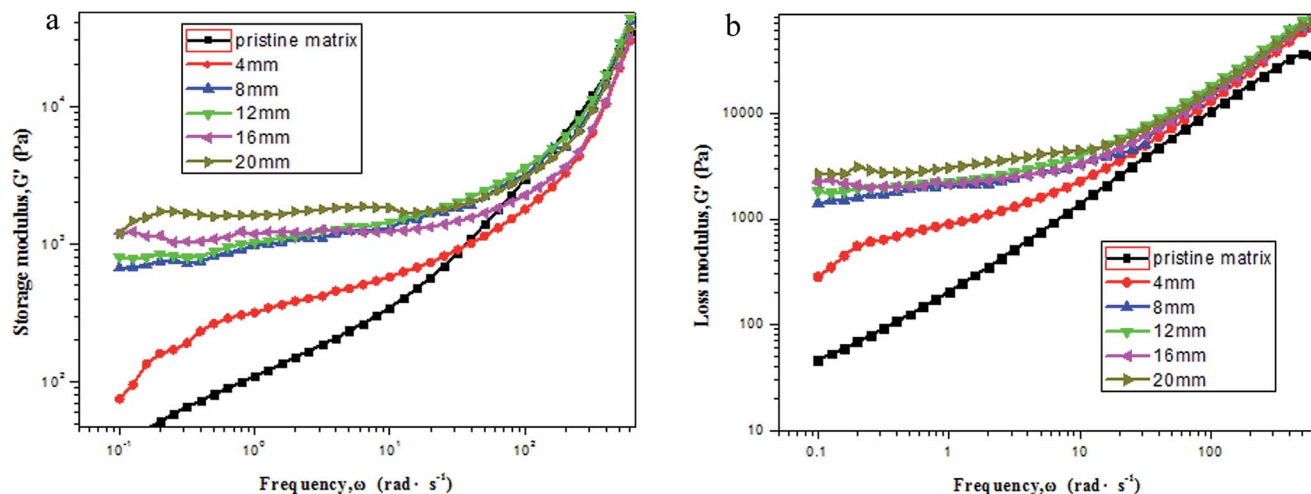 a
Storage modulus,G' (Pa)
10⁴
10³
10²
pristine matrix
4mm
8mm
12mm
16mm
20mm
10⁻¹
10⁰
10¹
10²
Frequency,ω (rad· s⁻¹)
b
Loss modulus,G' (Pa)
10000
1000
100
10
pristine matrix
4mm
8mm
12mm
16mm
20mm
0.1
1
10
100
Frequency,ω (rad· s⁻¹)